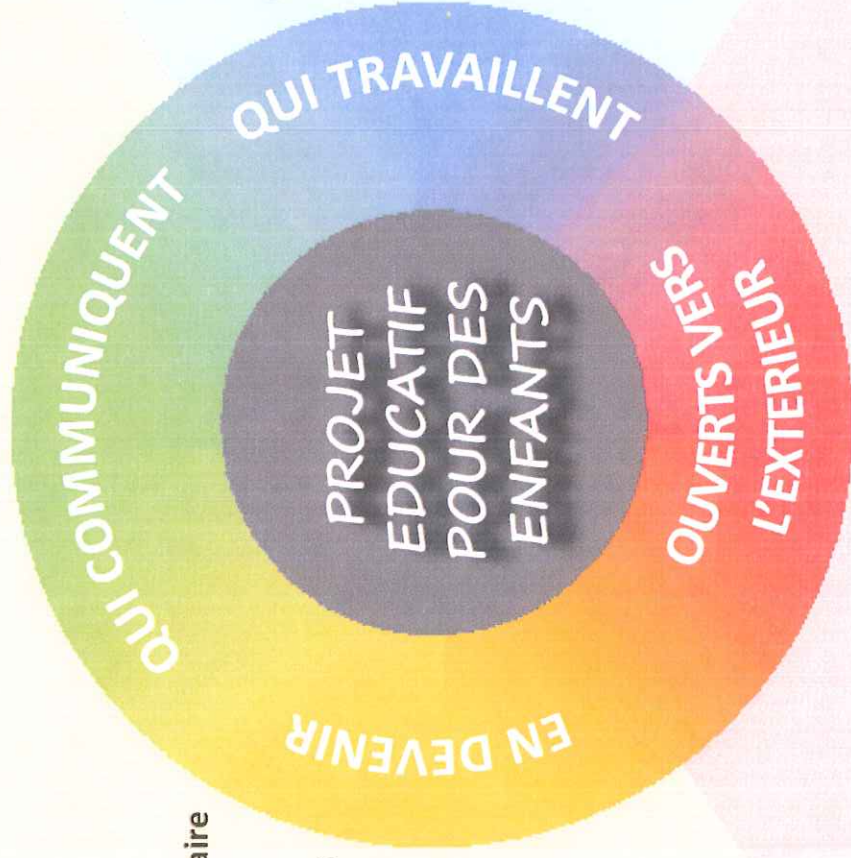 PROJET
EDUCATIF
POUR DES
ENFANTS
QUI COMMUNIQUENT
QUI TRAVAILLENT
OUVERTS VERS
L'EXTERIEUR
EN DEVENIR